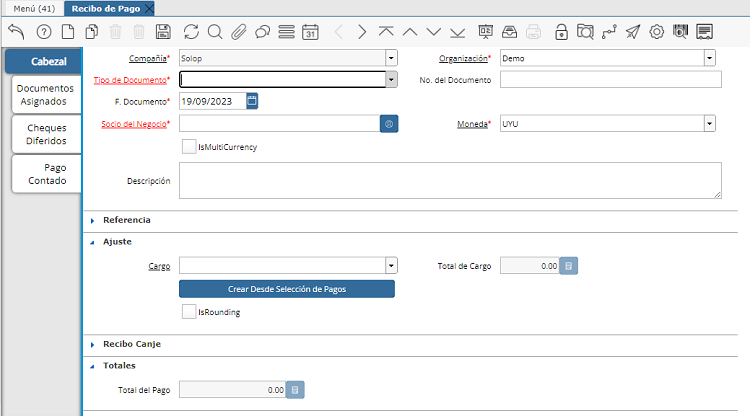 Menú (41) Recibo de Pago
31
Cabezal
Documentos
Asignados
Cheques
Diferidos
Pago
Contado
Compañía* Solop Organización* Demo
Tipo de Documento* No. del Documento
F. Documento* 19/09/2023
Socio del Negocio* Moneda* UYU
IsMultiCurrency
Descripción
Referencia
Ajuste
Cargo Total de Cargo 0.00
Crear Desde Selección de Pagos
IsRounding
Recibo Canje
Totales
Total del Pago 0.00